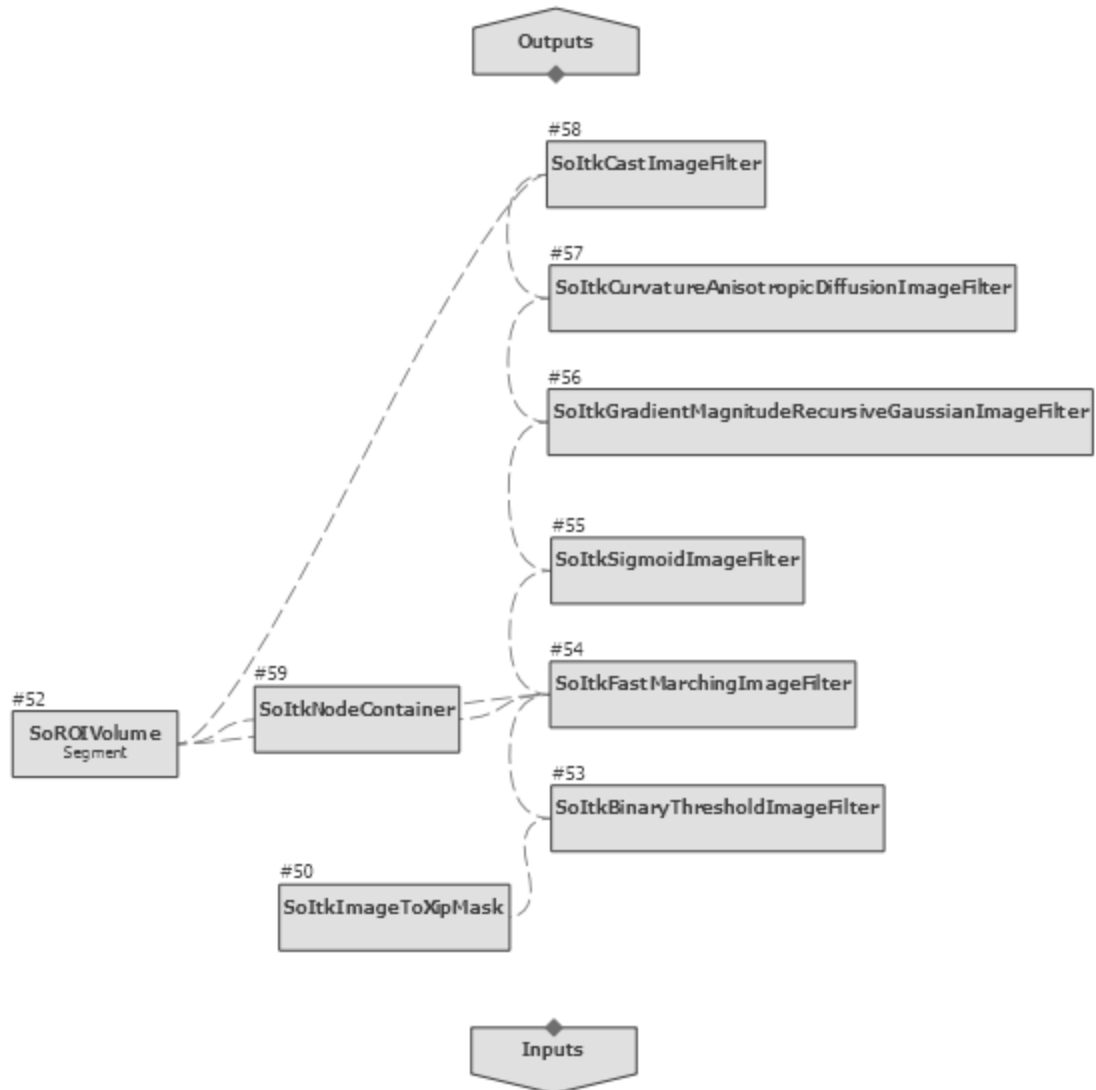 Outputs
#58
SoItkCastImageFilter
#57
SoItkCurvatureAnisotropicDiffusionImageFilter
#56
SoItkGradientMagnitudeRecursiveGaussianImageFilter
#55
SoItkSigmoidImageFilter
#54
SoItkFastMarchingImageFilter
#59
SoItkNodeContainer
#52
SoROIVolume
Segment
#53
SoItkBinaryThresholdImageFilter
#50
SoItkImageToXipMask
Inputs